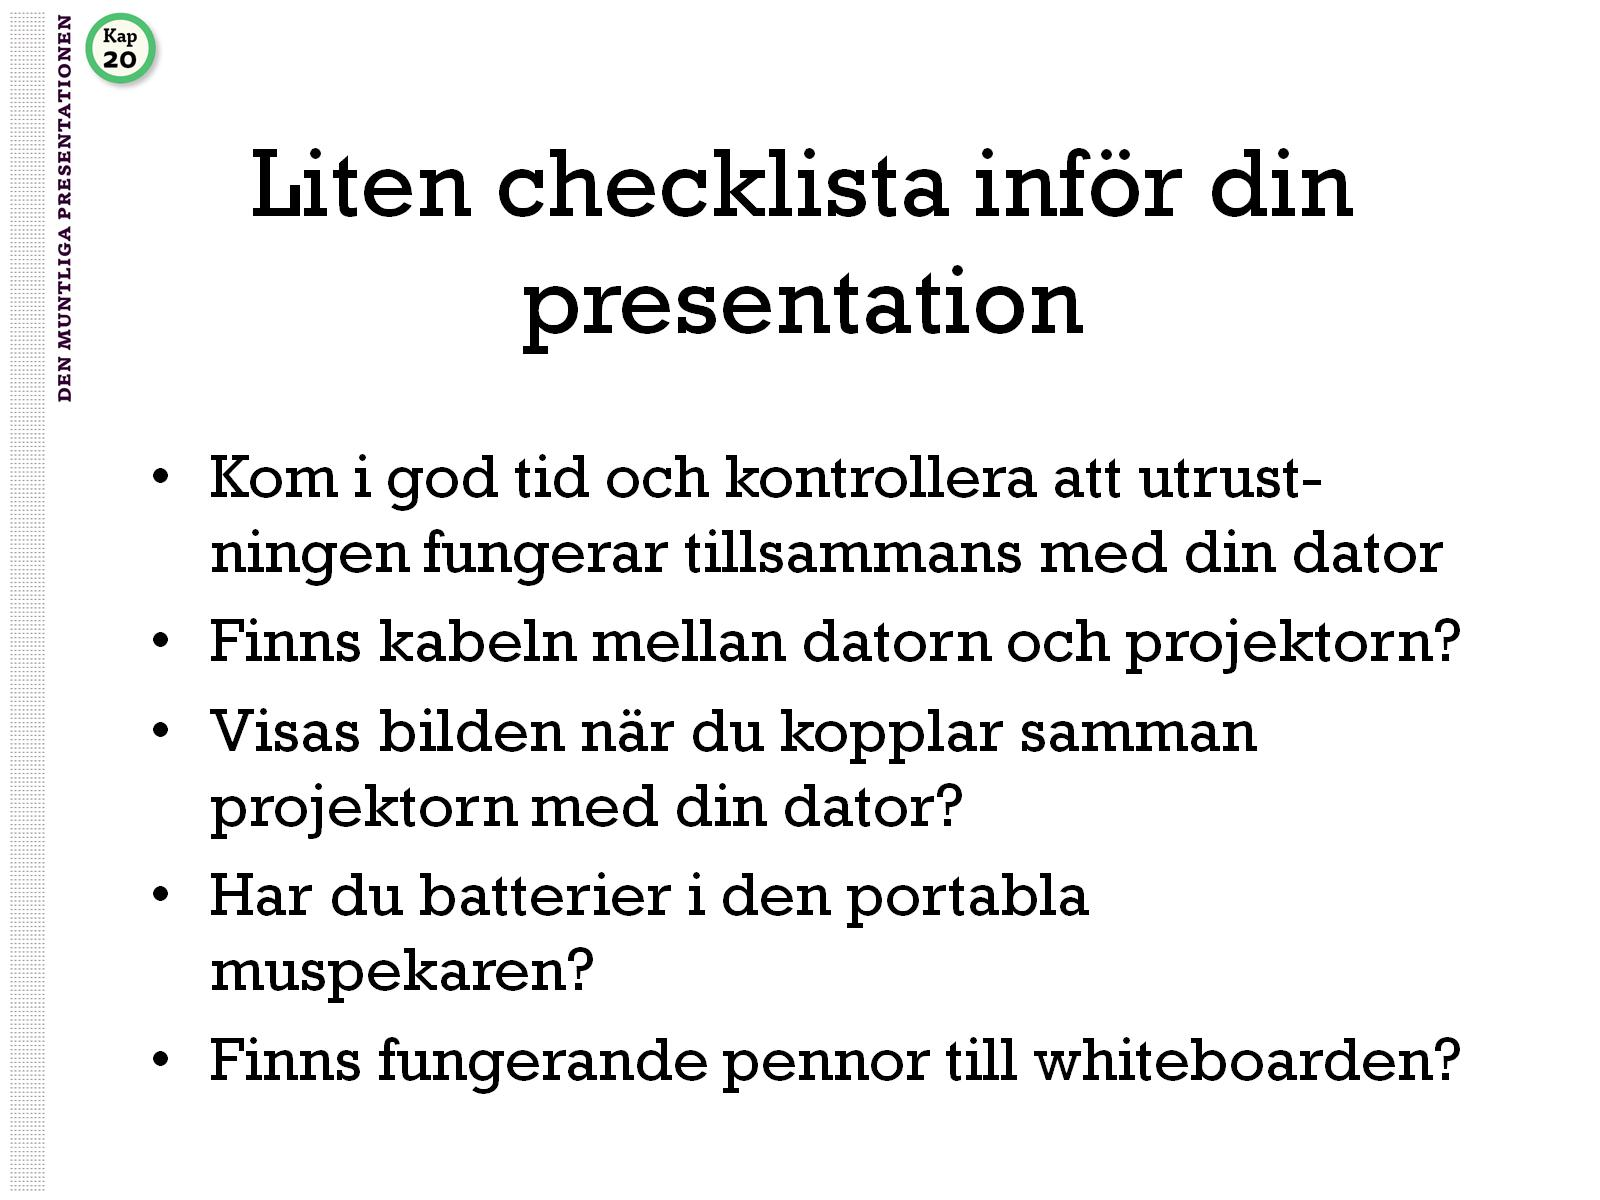 DEN MUNTLIGA PRESENTATIONEN
Kap
20
Liten checklista inför din
presentation
• Kom i god tid och kontrollera att utrust-
ningen fungerar tillsammans med din dator
• Finns kabeln mellan datorn och projektorn?
• Visas bilden när du kopplar samman
projektorn med din dator?
• Har du batterier i den portabla
muspekaren?
• Finns fungerande pennor till whiteboarden?